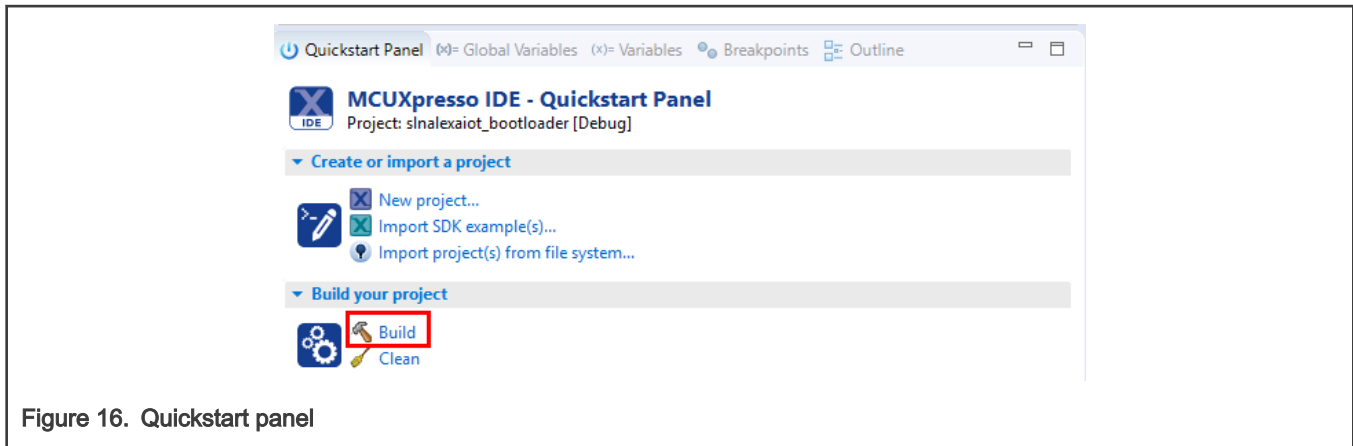 Quickstart Panel (x)= Global Variables (x)= Variables Breakpoints Outline
MCUXpresso IDE - Quickstart Panel
IDE
Project: slnalexaiot_bootloader [Debug]
Create or import a project
New project...
Import SDK example(s)...
Import project(s) from file system...
Build your project
Build
Clean
Figure 16. Quickstart panel